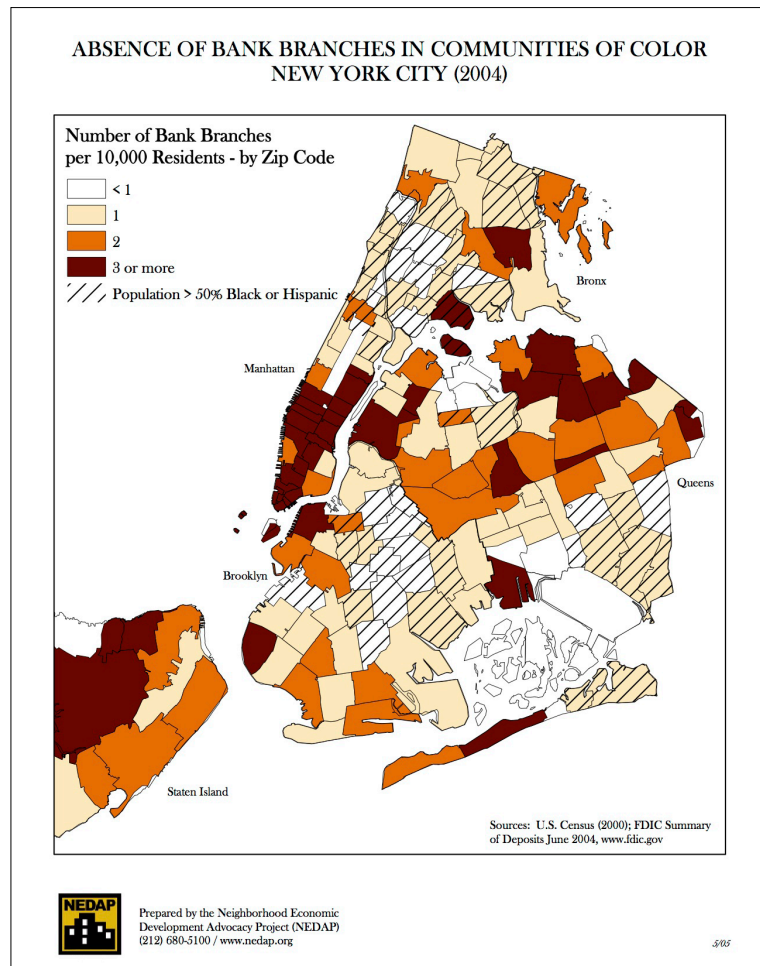 ABSENCE OF BANK BRANCHES IN COMMUNITIES OF COLOR
NEW YORK CITY (2004)
Number of Bank Branches
per 10,000 Residents - by Zip Code
< 1
1
2
3 or more
Population > 50% Black or Hispanic
Bronx
Manhattan
Queens
Brooklyn
Staten Island
Sources: U.S. Census (2000); FDIC Summary
of Deposits June 2004, www.fdic.gov
NEDAP
Prepared by the Neighborhood Economic
Development Advocacy Project (NEDAP)
(212) 680-5100 / www.nedap.org
5/05